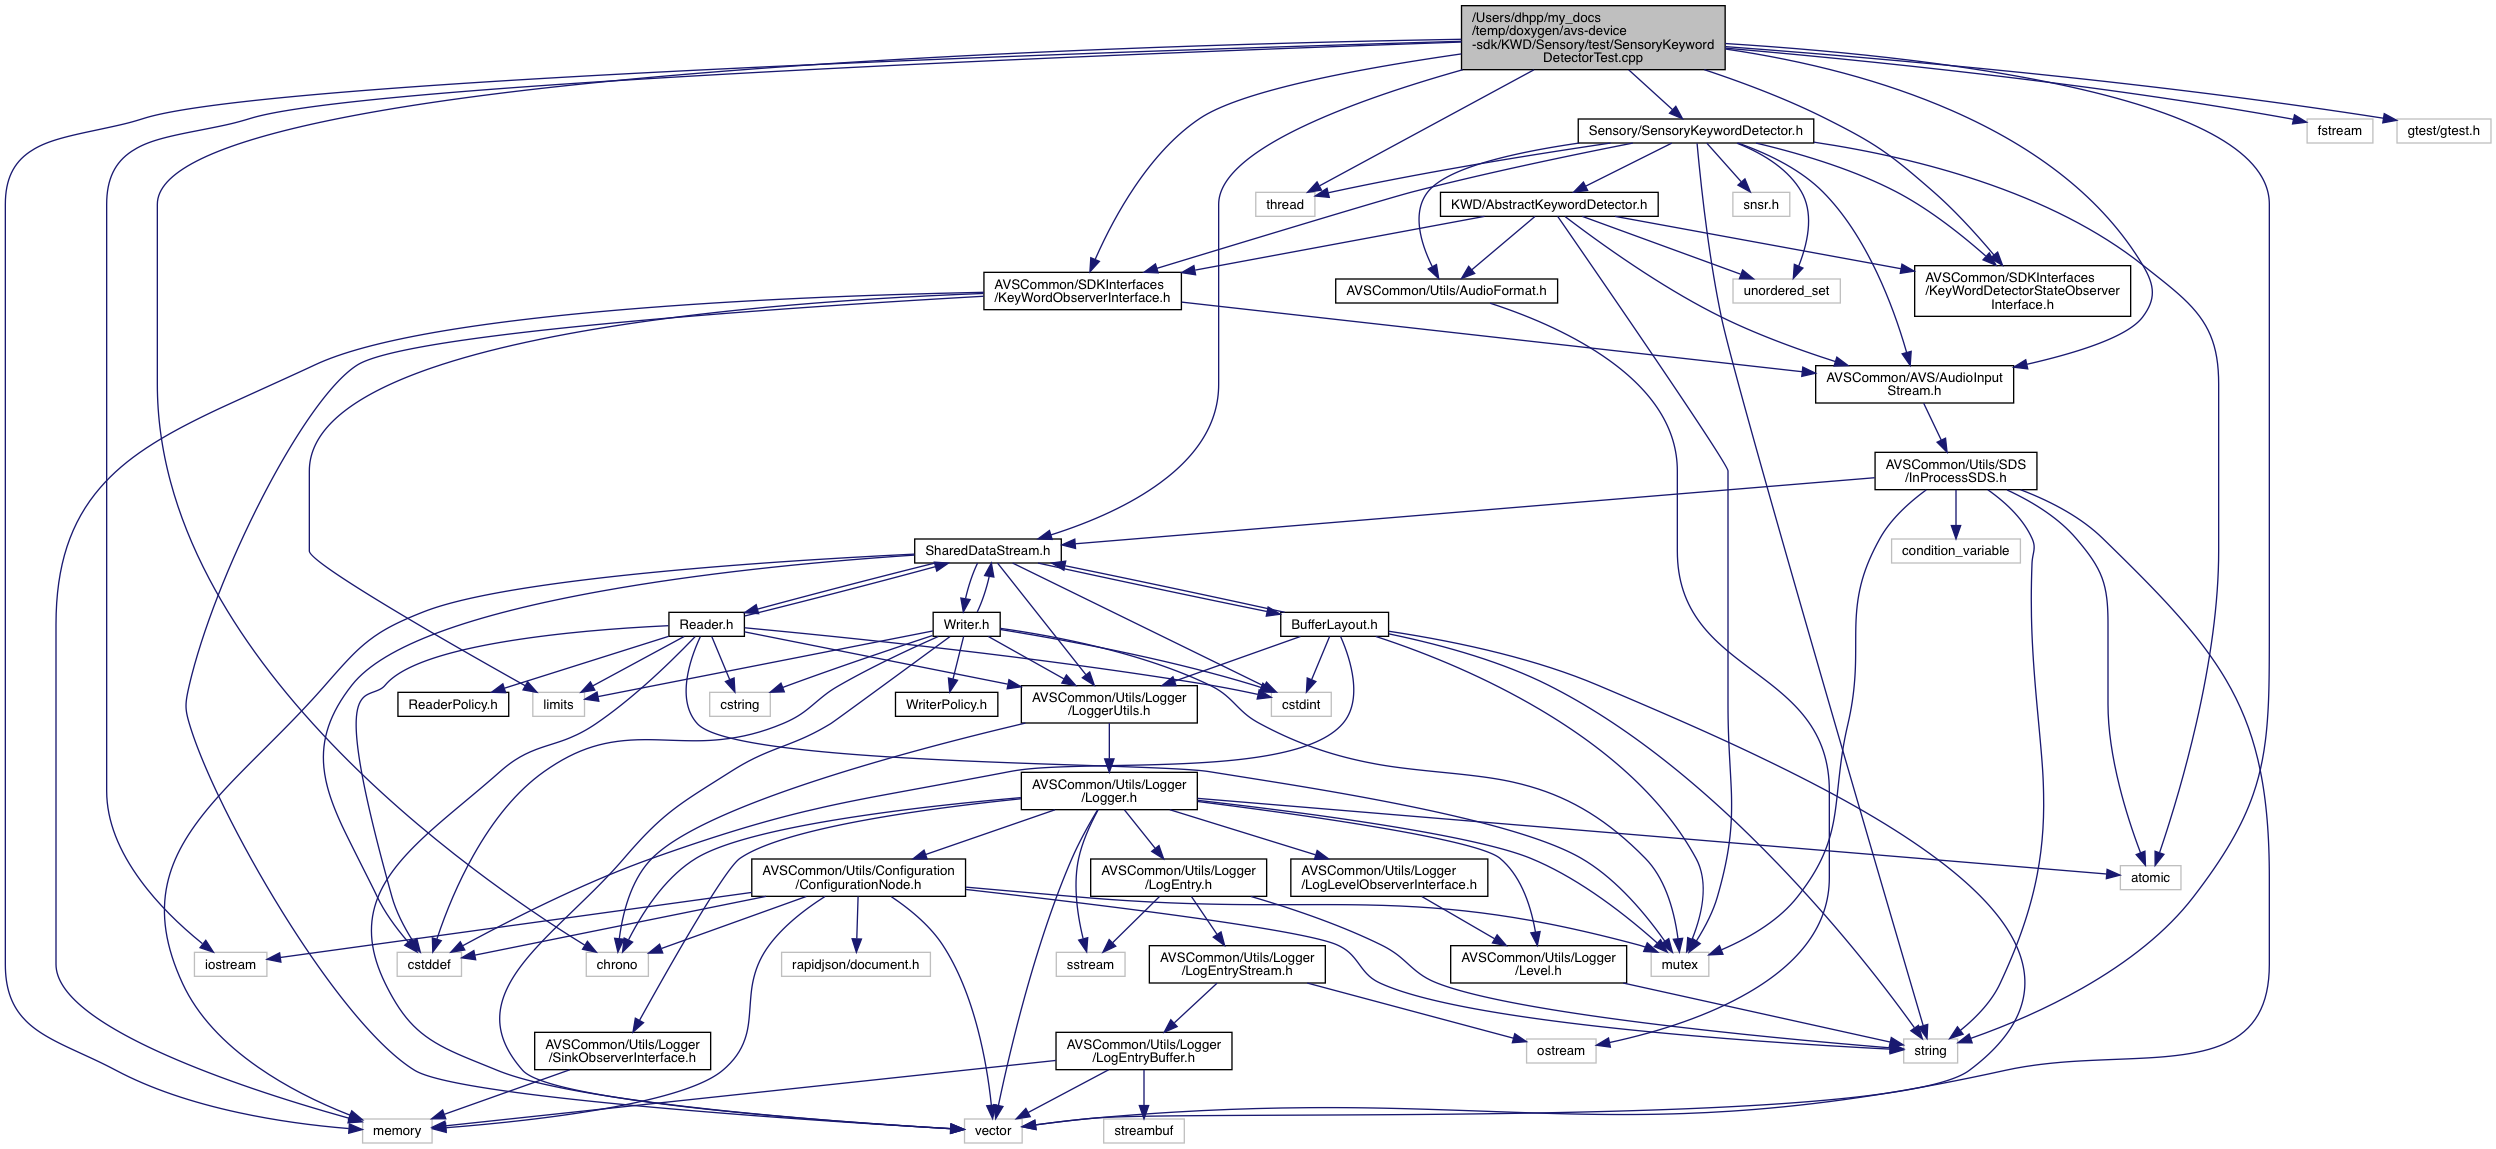 /Users/dhpp/my_docs
/temp/doxygen/avs-device
-sdk/KWD/Sensory/test/SensoryKeyword
DetectorTest.cpp
Sensory/SensoryKeywordDetector.h
fstream
gtest/gtest.h
thread
KWD/AbstractKeywordDetector.h
snsr.h
AVSCommon/SDKInterfaces
/KeyWordObserverInterface.h
AVSCommon/Utils/AudioFormat.h
unordered_set
AVSCommon/SDKInterfaces
/KeyWordDetectorStateObserver
Interface.h
AVSCommon/AVS/AudioInput
Stream.h
AVSCommon/Utils/SDS
/InProcessSDS.h
SharedDataStream.h
condition_variable
Reader.h
Writer.h
BufferLayout.h
ReaderPolicy.h
limits
cstring
WriterPolicy.h
AVSCommon/Utils/Logger
/LoggerUtils.h
cstdint
AVSCommon/Utils/Logger
/Logger.h
AVSCommon/Utils/Configuration
/ConfigurationNode.h
AVSCommon/Utils/Logger
/LogEntry.h
AVSCommon/Utils/Logger
/LogLevelObserverInterface.h
atomic
iostream
cstddef
chrono
rapidjson/document.h
sstream
AVSCommon/Utils/Logger
/LogEntryStream.h
AVSCommon/Utils/Logger
/Level.h
mutex
AVSCommon/Utils/Logger
/SinkObserverInterface.h
AVSCommon/Utils/Logger
/LogEntryBuffer.h
ostream
string
memory
vector
streambuf